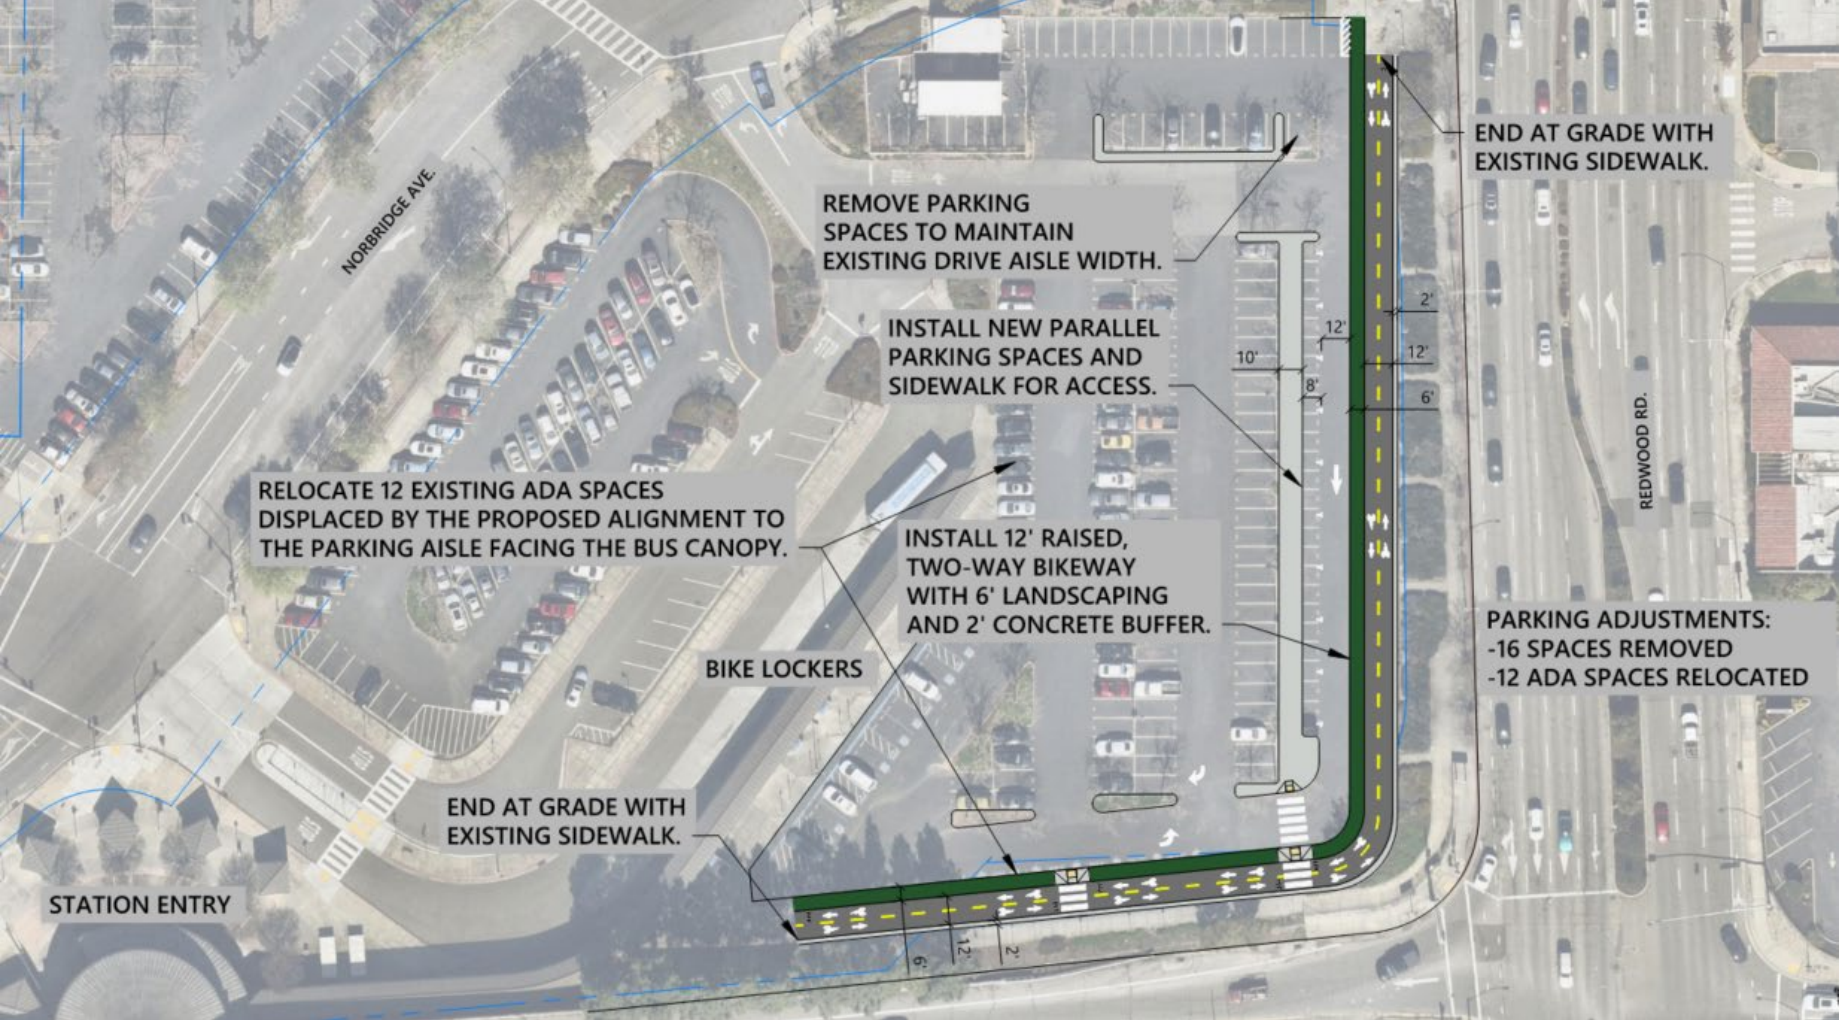 NORBRIDGE AVE.
END AT GRADE WITH
EXISTING SIDEWALK.
REMOVE PARKING
SPACES TO MAINTAIN
EXISTING DRIVE AISLE WIDTH.
2'
INSTALL NEW PARALLEL
PARKING SPACES AND
SIDEWALK FOR ACCESS.
12'
10'
12'
8'
6'
REDWOOD RD.
RELOCATE 12 EXISTING ADA SPACES
DISPLACED BY THE PROPOSED ALIGNMENT TO
THE PARKING AISLE FACING THE BUS CANOPY.
INSTALL 12' RAISED,
TWO-WAY BIKEWAY
WITH 6' LANDSCAPING
AND 2' CONCRETE BUFFER.
BIKE LOCKERS
PARKING ADJUSTMENTS:
-16 SPACES REMOVED
-12 ADA SPACES RELOCATED
END AT GRADE WITH
EXISTING SIDEWALK.
STATION ENTRY
6'
12'
2'